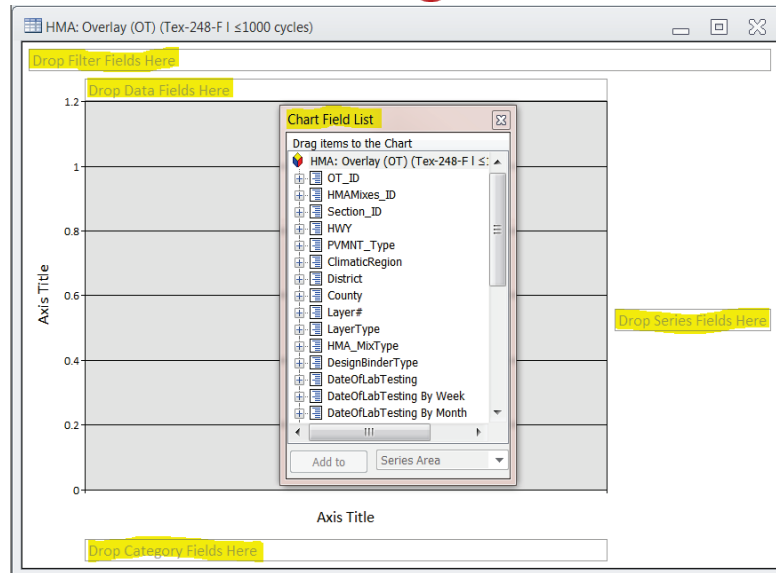 HMA: Overlay (OT) (Tex-248-F I ≤1000 cycles)
Drop Filter Fields Here
Drop Data Fields Here
1.2
1
0.8
0.6
0.4
0.2
0
Axis Title
Chart Field List
Drag items to the Chart
HMA: Overlay (OT) (Tex-248-F I ≤:
OT_ID
HMAMixes_ID
Section_ID
HWY
PVMNT_Type
ClimaticRegion
District
County
Layer#
LayerType
HMA_MixType
DesignBinderType
DateOfLabTesting
DateOfLabTesting By Week
DateOfLabTesting By Month
Add to
Series Area
Drop Series Fields Here
Axis Title
Drop Category Fields Here